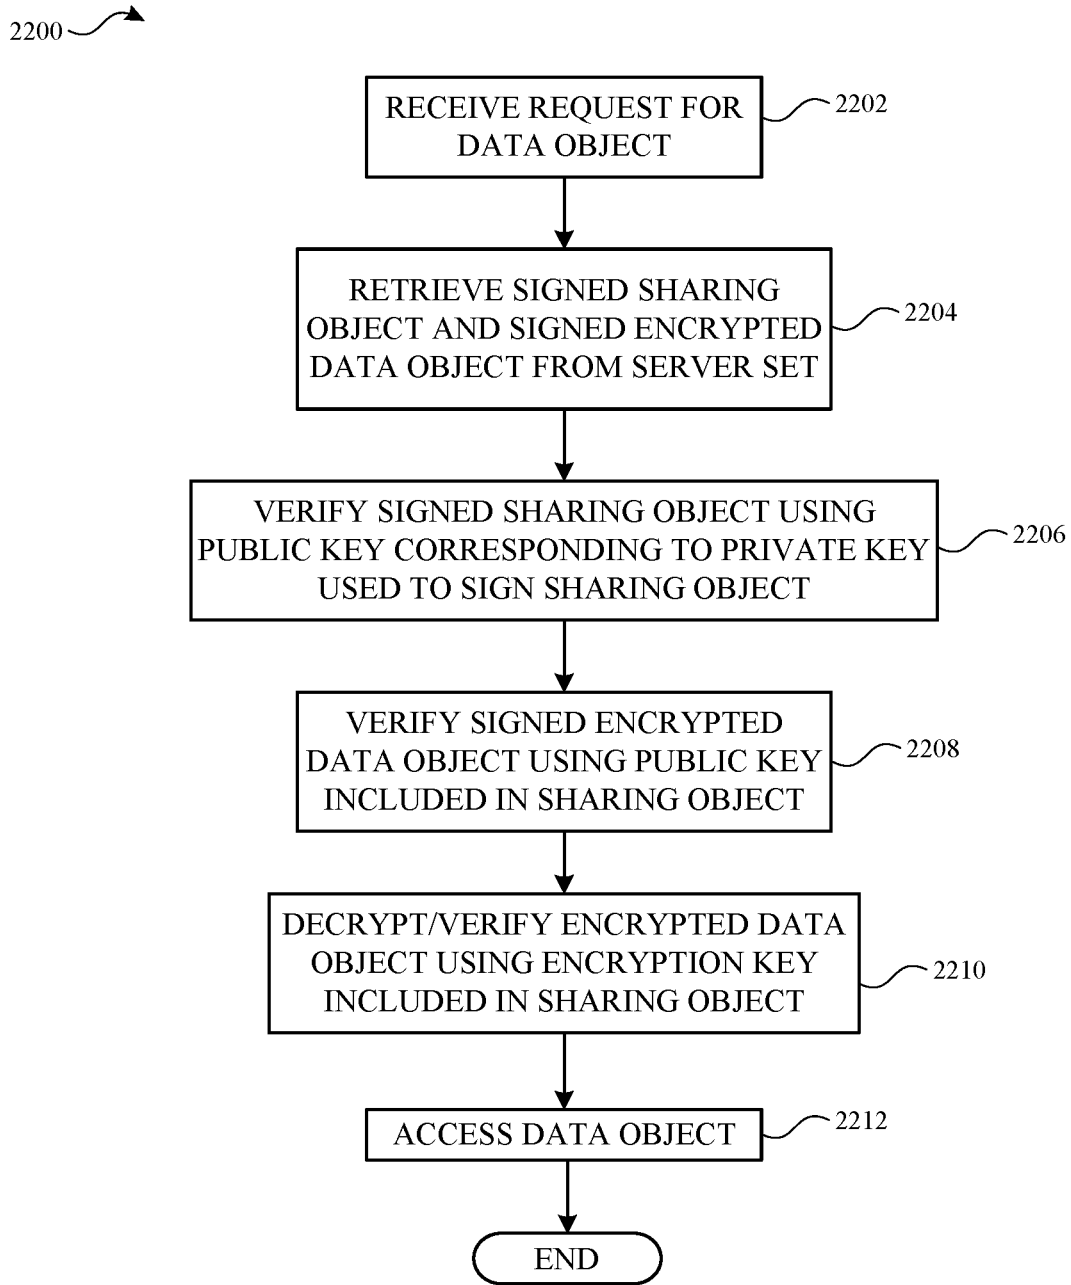 2200
RECEIVE REQUEST FOR
DATA OBJECT
2202
RETRIEVE SIGNED SHARING
OBJECT AND SIGNED ENCRYPTED
DATA OBJECT FROM SERVER SET
2204
VERIFY SIGNED SHARING OBJECT USING
PUBLIC KEY CORRESPONDING TO PRIVATE KEY
USED TO SIGN SHARING OBJECT
2206
VERIFY SIGNED ENCRYPTED
DATA OBJECT USING PUBLIC KEY
INCLUDED IN SHARING OBJECT
2208
DECRYPT/VERIFY ENCRYPTED DATA
OBJECT USING ENCRYPTION KEY
INCLUDED IN SHARING OBJECT
2210
ACCESS DATA OBJECT
2212
END